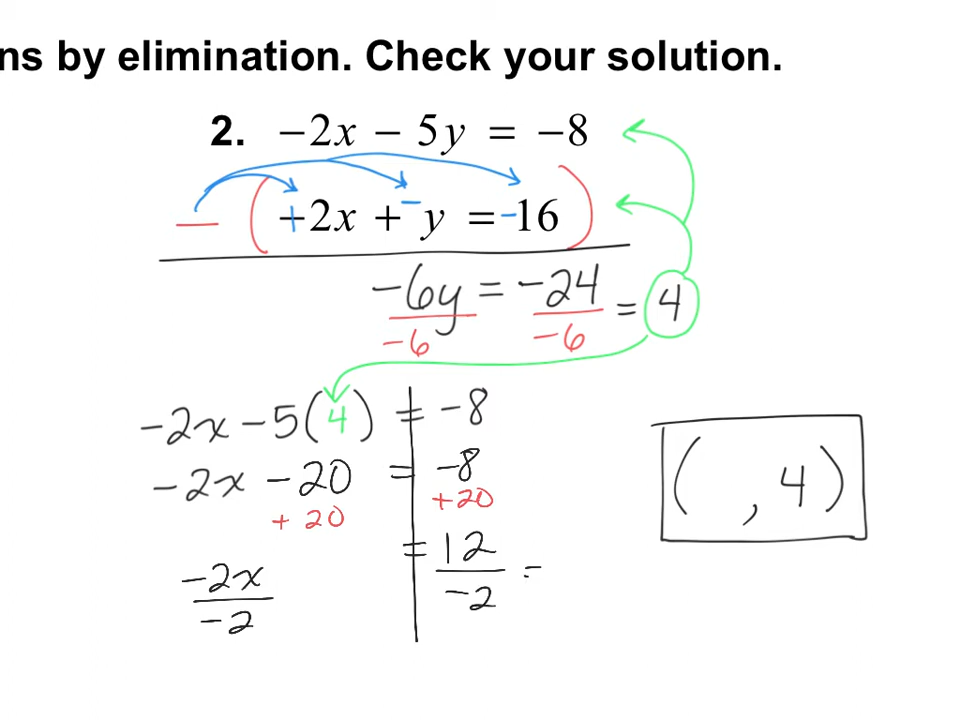 ns by elimination. Check your solution.
2. −2x − 5y = −8
− ( +2x + − y = -16 )
-6y = -24 = 4
-6 -6
-2x -5(4) = -8
-2x -20 = -8
+ 20 +20
-2x = 12 =
-2 -2
( , 4)